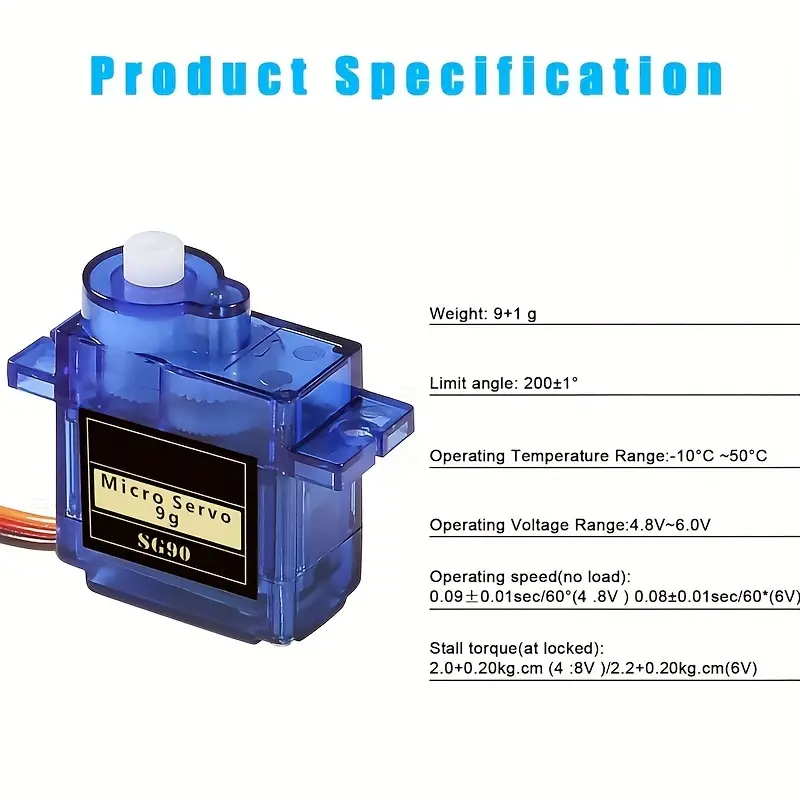 Product Specification
Weight: 9+1 g
Limit angle: 200±1°
Operating Temperature Range:-10°C ~50°C
Operating Voltage Range:4.8V~6.0V
Operating speed(no load):
0.09±0.01sec/60°(4 .8V ) 0.08±0.01sec/60*(6V)
Stall torque(at locked):
2.0+0.20kg.cm (4 :8V )/2.2+0.20kg.cm(6V)
Micro Servo
9g
SG90